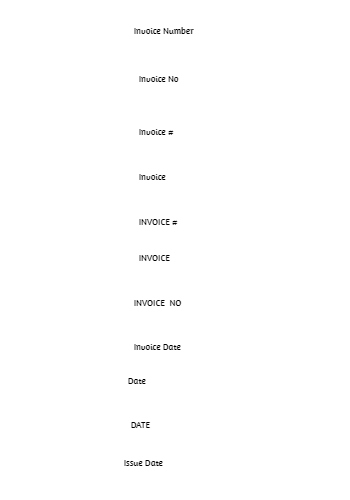 Invoice Number
Invoice No
Invoice #
Invoice
INVOICE #
INVOICE
INVOICE  NO
Invoice Date
Date
DATE
Issue Date